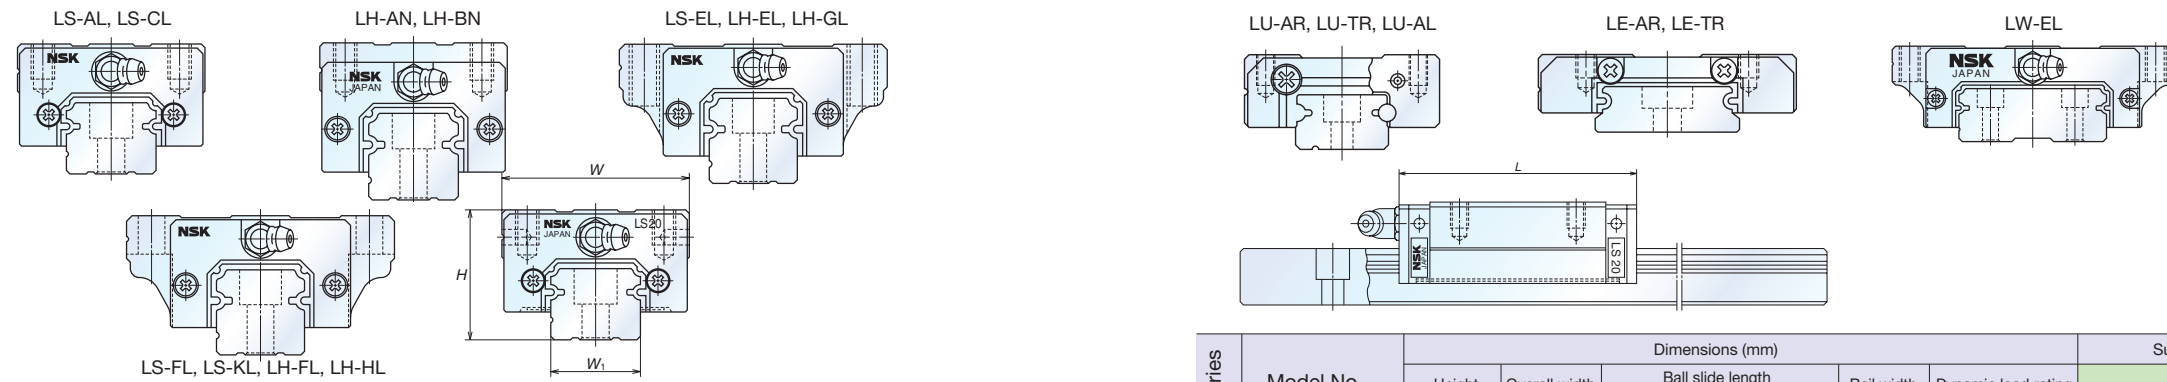 LS-AL, LS-CL
LH-AN, LH-BN
LS-EL, LH-EL, LH-GL
NSK
NSK
JAPAN
NSK
NSK
LS-FL, LS-KL, LH-FL, LH-HL
W
H
NSK
JAPAN
LS20
W1
LU-AR, LU-TR, LU-AL
LE-AR, LE-TR
LW-EL
NSK
JAPAN
L
NSK
JAPAN
LS 20
Dimensions (mm)
Model No.
Height
Overall width
Ball slide length
Rail width
Dynamic load rating